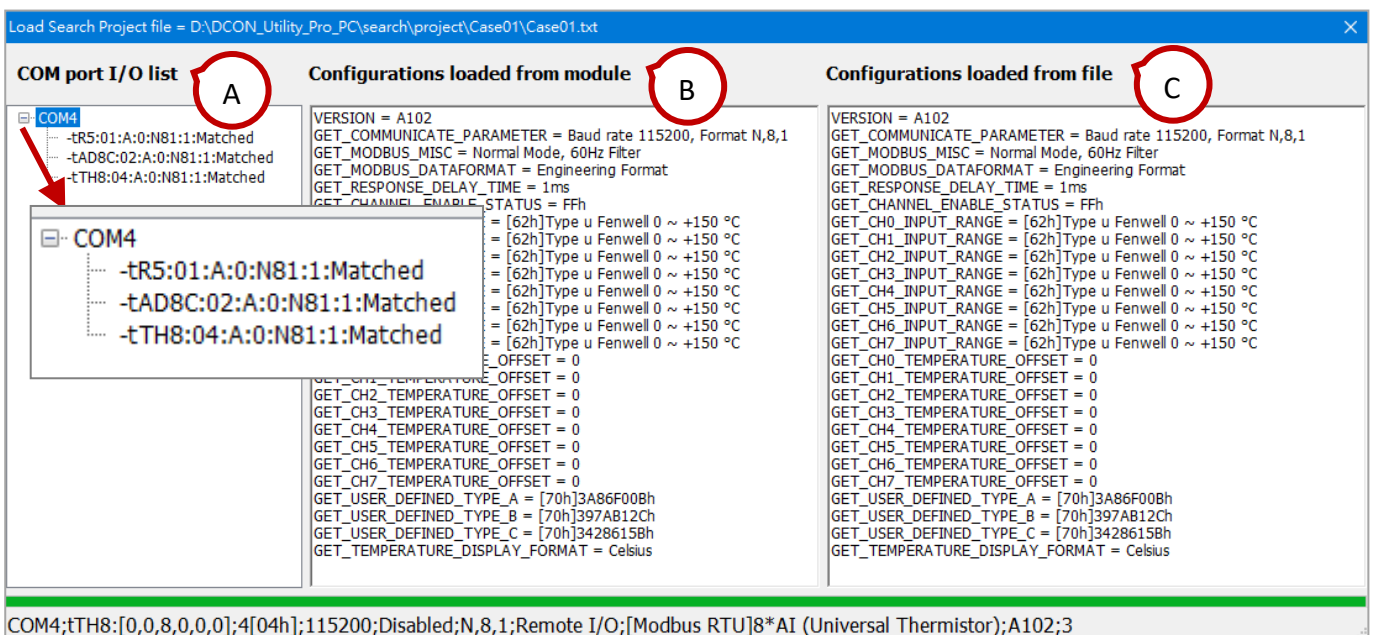 Load Search Project file = D:\DCON_Utility_Pro_PC\search\project\Case01\Case01.txt
COM port I/O list
A
COM4
-tR5:01:A:0:N81:1:Matched
-tAD8C:02:A:0:N81:1:Matched
-tTH8:04:A:0:N81:1:Matched
COM4
-tR5:01:A:0:N81:1:Matched
-tAD8C:02:A:0:N81:1:Matched
-tTH8:04:A:0:N81:1:Matched
Configurations loaded from module
B
VERSION = A102
GET_COMMUNICATE_PARAMETER = Baud rate 115200, Format N,8,1
GET_MODBUS_MISC = Normal Mode, 60Hz Filter
GET_MODBUS_DATAFORMAT = Engineering Format
GET_RESPONSE_DELAY_TIME = 1ms
GET_CHANNEL_ENABLE_STATUS = FFh
= [62h]Type u Fenwell 0 ~ +150 °C
= [62h]Type u Fenwell 0 ~ +150 °C
= [62h]Type u Fenwell 0 ~ +150 °C
= [62h]Type u Fenwell 0 ~ +150 °C
= [62h]Type u Fenwell 0 ~ +150 °C
= [62h]Type u Fenwell 0 ~ +150 °C
= [62h]Type u Fenwell 0 ~ +150 °C
= [62h]Type u Fenwell 0 ~ +150 °C
E_OFFSET = 0
GET_CH1_TEMPERATURE_OFFSET = 0
GET_CH2_TEMPERATURE_OFFSET = 0
GET_CH3_TEMPERATURE_OFFSET = 0
GET_CH4_TEMPERATURE_OFFSET = 0
GET_CH5_TEMPERATURE_OFFSET = 0
GET_CH6_TEMPERATURE_OFFSET = 0
GET_CH7_TEMPERATURE_OFFSET = 0
GET_USER_DEFINED_TYPE_A = [70h]3A86F00Bh
GET_USER_DEFINED_TYPE_B = [70h]397AB12Ch
GET_USER_DEFINED_TYPE_C = [70h]3428615Bh
GET_TEMPERATURE_DISPLAY_FORMAT = Celsius
Configurations loaded from file
C
VERSION = A102
GET_COMMUNICATE_PARAMETER = Baud rate 115200, Format N,8,1
GET_MODBUS_MISC = Normal Mode, 60Hz Filter
GET_MODBUS_DATAFORMAT = Engineering Format
GET_RESPONSE_DELAY_TIME = 1ms
GET_CHANNEL_ENABLE_STATUS = FFh
GET_CH0_INPUT_RANGE = [62h]Type u Fenwell 0 ~ +150 °C
GET_CH1_INPUT_RANGE = [62h]Type u Fenwell 0 ~ +150 °C
GET_CH2_INPUT_RANGE = [62h]Type u Fenwell 0 ~ +150 °C
GET_CH3_INPUT_RANGE = [62h]Type u Fenwell 0 ~ +150 °C
GET_CH4_INPUT_RANGE = [62h]Type u Fenwell 0 ~ +150 °C
GET_CH5_INPUT_RANGE = [62h]Type u Fenwell 0 ~ +150 °C
GET_CH6_INPUT_RANGE = [62h]Type u Fenwell 0 ~ +150 °C
GET_CH7_INPUT_RANGE = [62h]Type u Fenwell 0 ~ +150 °C
GET_CH0_TEMPERATURE_OFFSET = 0
GET_CH1_TEMPERATURE_OFFSET = 0
GET_CH2_TEMPERATURE_OFFSET = 0
GET_CH3_TEMPERATURE_OFFSET = 0
GET_CH4_TEMPERATURE_OFFSET = 0
GET_CH5_TEMPERATURE_OFFSET = 0
GET_CH6_TEMPERATURE_OFFSET = 0
GET_CH7_TEMPERATURE_OFFSET = 0
GET_USER_DEFINED_TYPE_A = [70h]3A86F00Bh
GET_USER_DEFINED_TYPE_B = [70h]397AB12Ch
GET_USER_DEFINED_TYPE_C = [70h]3428615Bh
GET_TEMPERATURE_DISPLAY_FORMAT = Celsius
COM4;tTH8:[0,0,8,0,0,0];4[04h];115200;Disabled;N,8,1;Remote I/O;[Modbus RTU]8*AI (Universal Thermistor);A102;3